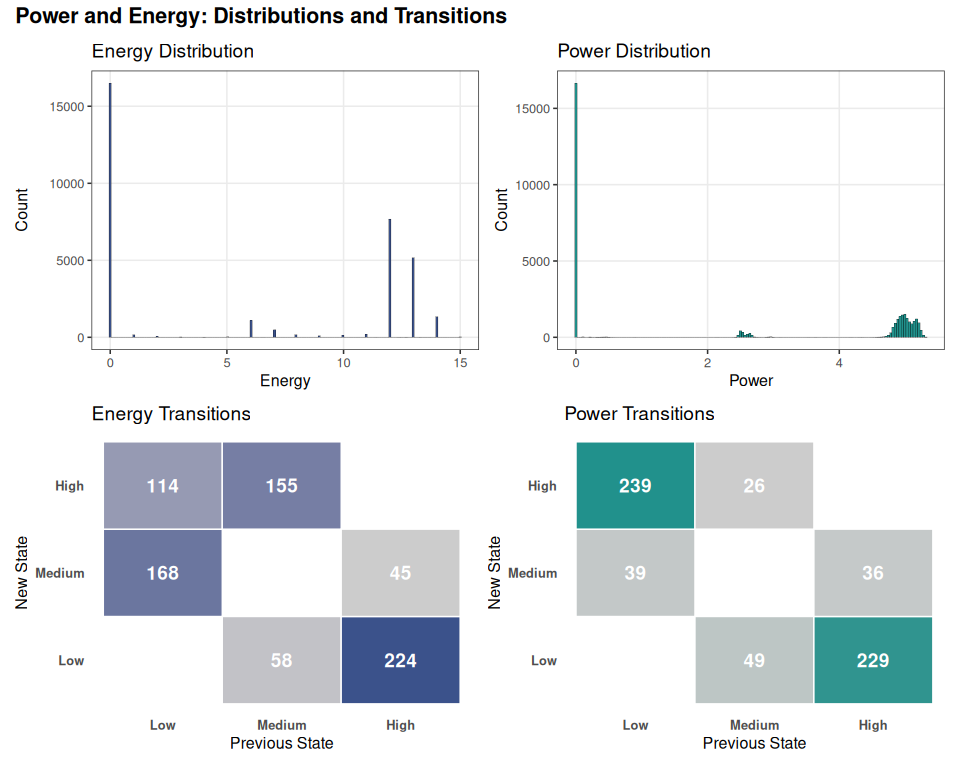 Power and Energy: Distributions and Transitions
Energy Distribution
Power Distribution
Count
15000
10000
5000
0
0
5
10
15
Energy
Count
15000
10000
5000
0
0
2
4
Power
Energy Transitions
Power Transitions
New State
High
114
155
Medium
168
45
Low
58
224
Low
Medium
High
Previous State
New State
High
239
26
Medium
39
36
Low
49
229
Low
Medium
High
Previous State